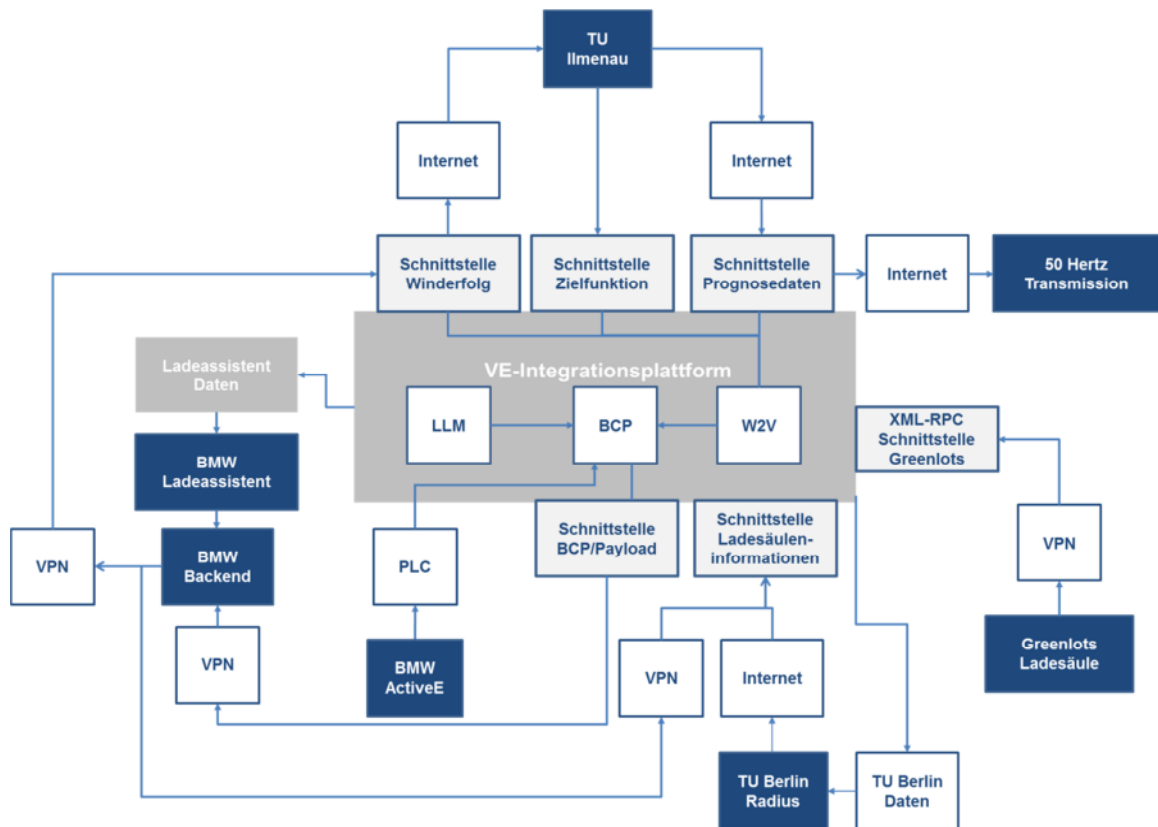 TU
Ilmenau
Internet
Internet
Schnittstelle
Winderfolg
Schnittstelle
Zielfunktion
Schnittstelle
Prognosedaten
Internet
50 Hertz
Transmission
Ladeassistent
Daten
VE-Integrationsplattform
LLM
BCP
W2V
XML-RPC
Schnittstelle
Greenlots
BMW
Ladeassistent
VPN
BMW
Backend
PLC
Schnittstelle
BCP/Payload
Schnittstelle
Ladesäulen-
informationen
VPN
VPN
BMW
ActiveE
VPN
Internet
Greenlots
Ladesäule
TU Berlin
Radius
TU Berlin
Daten